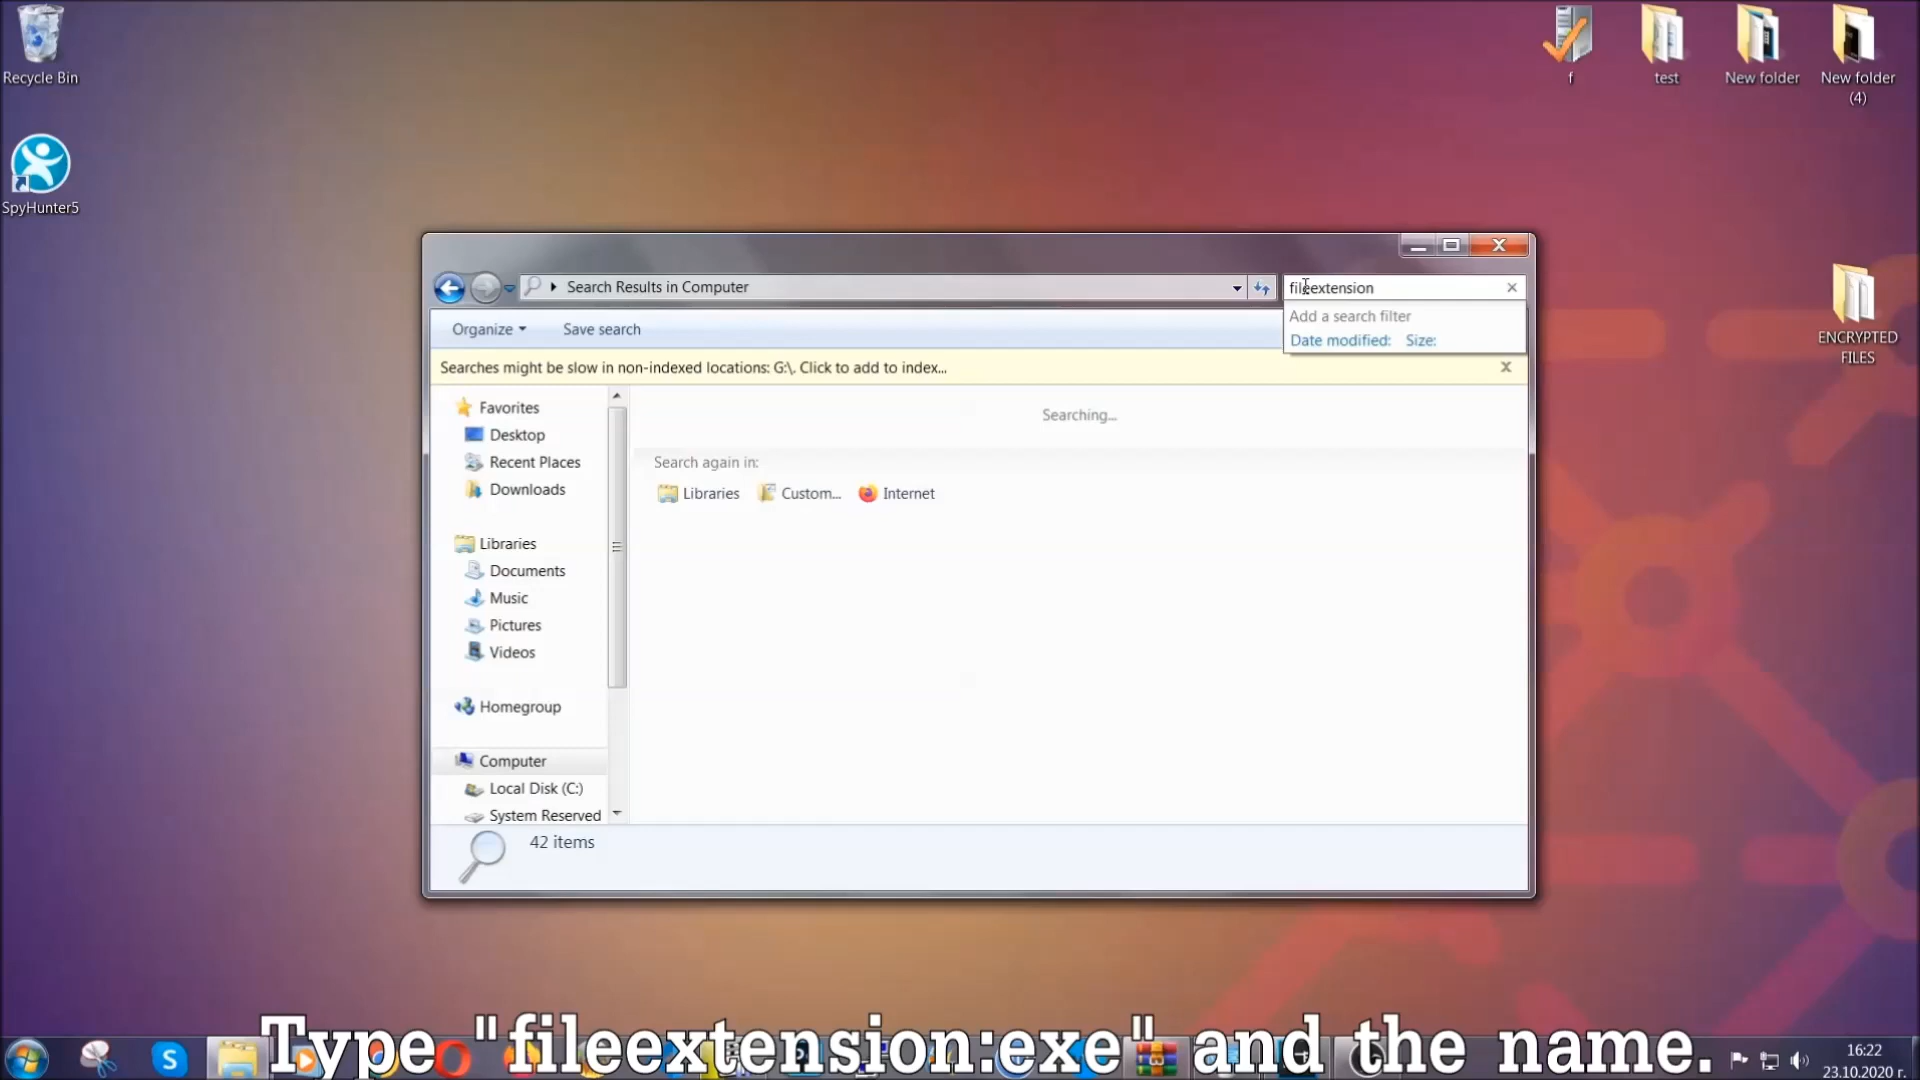 Recycle Bin
SpyHunter5
f
test
New folder
New folder
(4)
ENCRYPTED
FILES
Search Results in Computer
fileextension
Add a search filter
Date modified: Size:
Organize
Save search
Searches might be slow in non-indexed locations: G:\. Click to add to index...
Favorites
Desktop
Recent Places
Downloads
Libraries
Documents
Music
Pictures
Videos
Homegroup
Computer
Local Disk (C:)
System Reserved
Searching...
Search again in:
Libraries
Custom...
Internet
42 items
Type "fileextension:exe" and the name.
16:22
23.10.2020 г.